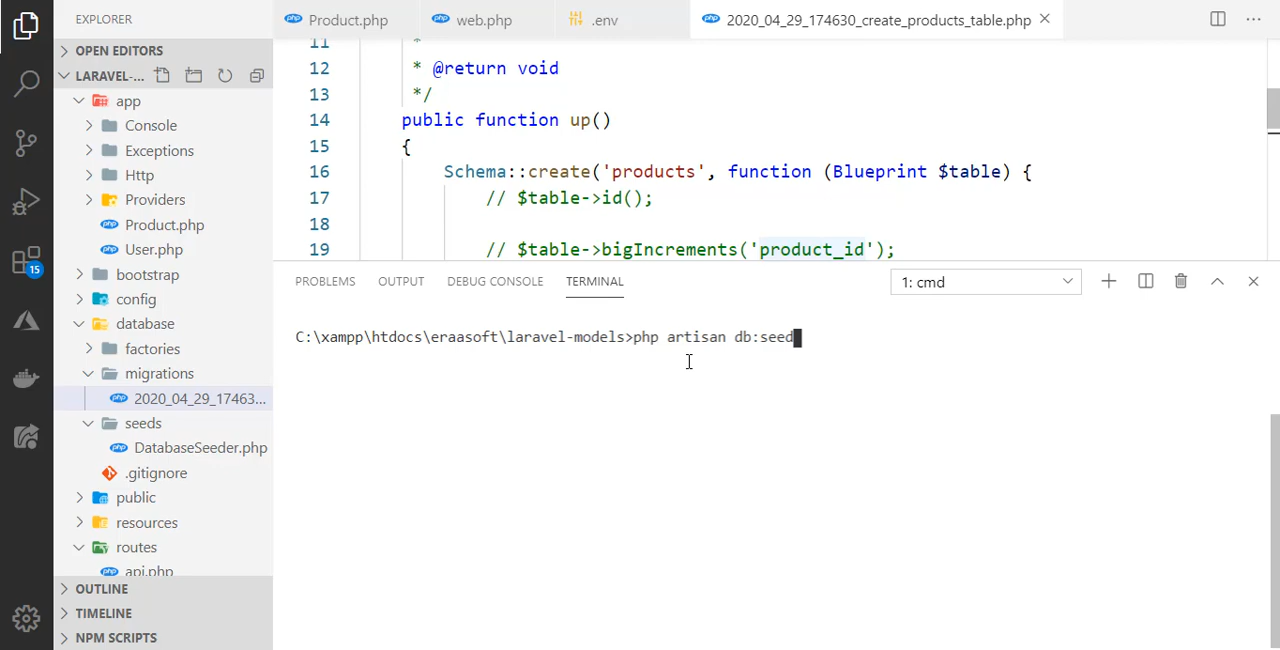 EXPLORER
OPEN EDITORS
LARAVEL-...
app
Console
Exceptions
Http
Providers
Product.php
User.php
bootstrap
config
database
factories
migrations
2020_04_29_17463...
seeds
DatabaseSeeder.php
.gitignore
public
resources
routes
api.php
OUTLINE
TIMELINE
NPM SCRIPTS
15
Product.php
web.php
.env
2020_04_29_174630_create_products_table.php
11 *
12 * @return void
13 */
14 public function up()
15 {
16 Schema::create('products', function (Blueprint $table) {
17 // $table->id();
18
19 // $table->bigIncrements('product_id');
PROBLEMS OUTPUT DEBUG CONSOLE TERMINAL 1: cmd
C:\xampp\htdocs\eraasoft\laravel-models>php artisan db:seed